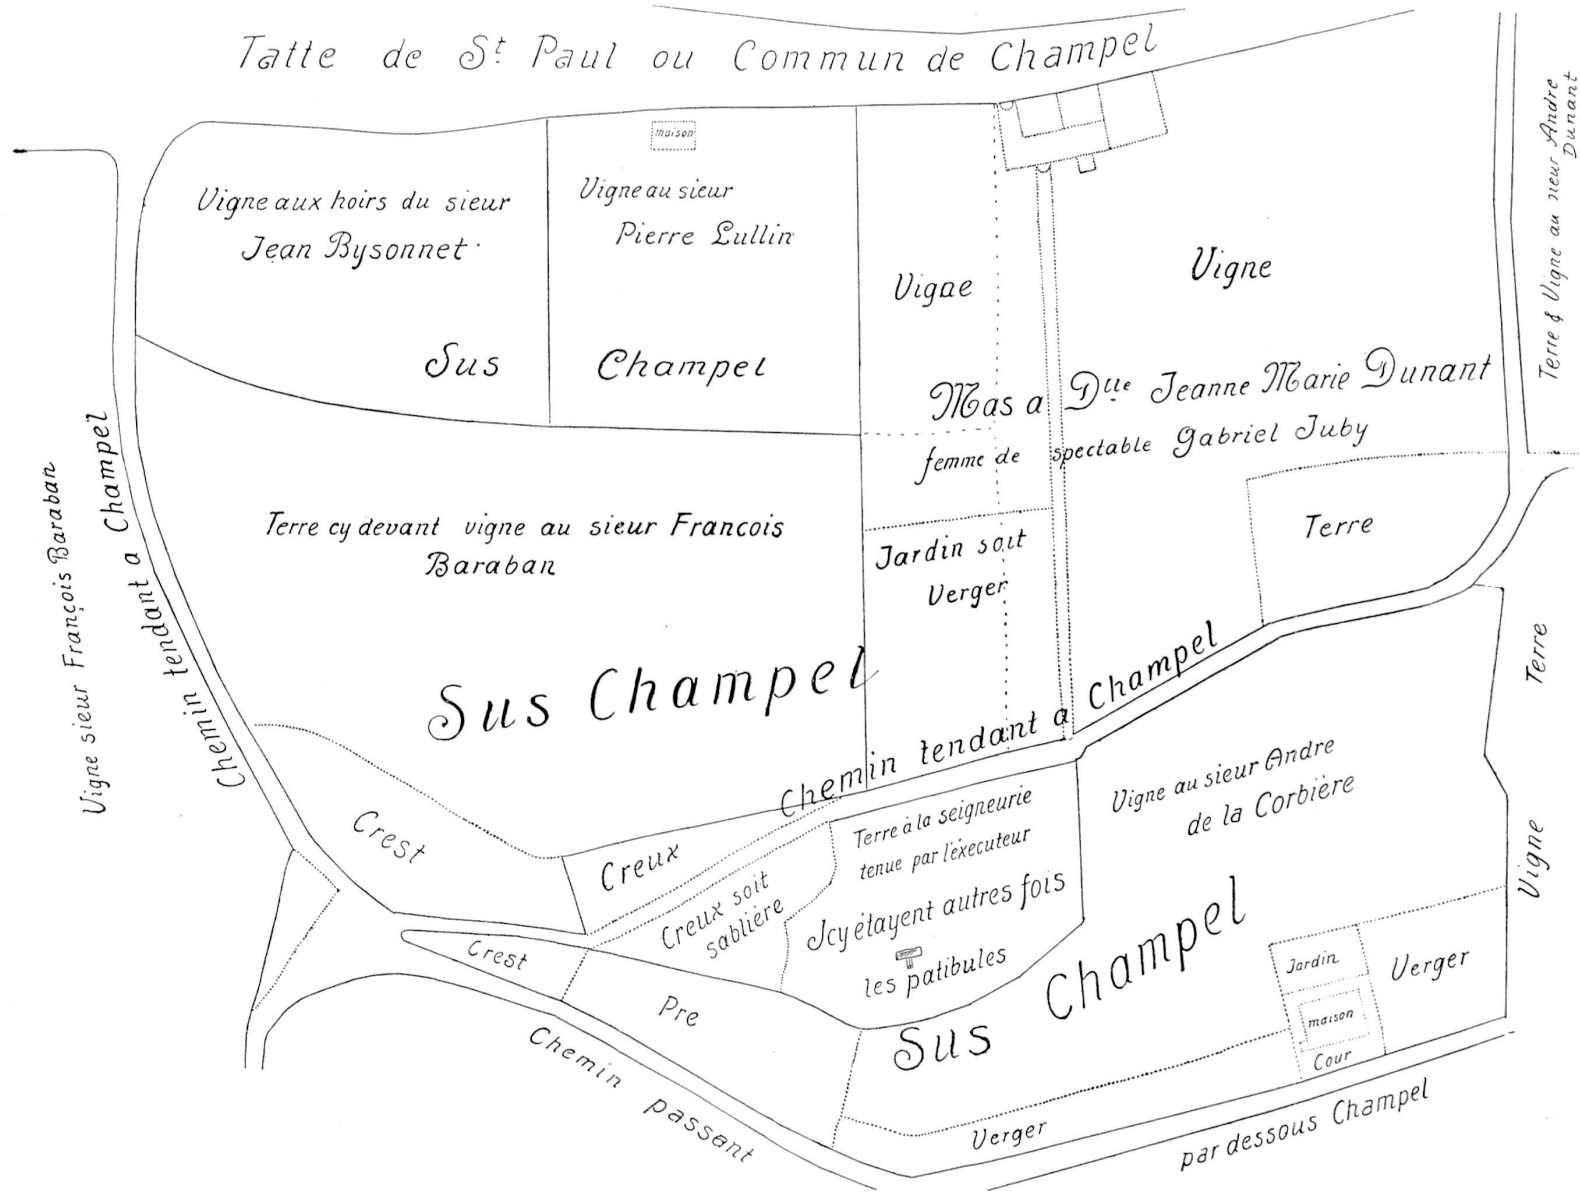 Tatte de St. Paul ou Commun de Champel
maison
Vigne aux hoirs du sieur
Jean Bysonnet.
Vigne au sieur
Pierre Lullin
Sus Champel
Vigne
Vigne
Mas a Dlle Jeanne Marie Dunant
femme de spectable Gabriel Juby
Terre & Vigne au sieur Andre
Dunant
Vigne sieur François Baraban
Chemin tendant a Champel
Terre cy devant vigne au sieur Francois
Baraban
Jardin soit
Verger
Terre
Sus Champel
Chemin tendant a Champel
Terre
Vigne
Crest
Creux
Creux soit
sablière
Terre à la seigneurie
tenue par l'éxecuteur
Jcy étayent autres fois
les patibules
Vigne au sieur Andre
de la Corbière
Crest
Pre
Sus Champel
Jardin
maison
Cour
Verger
Verger
Chemin passant
par dessous Champel